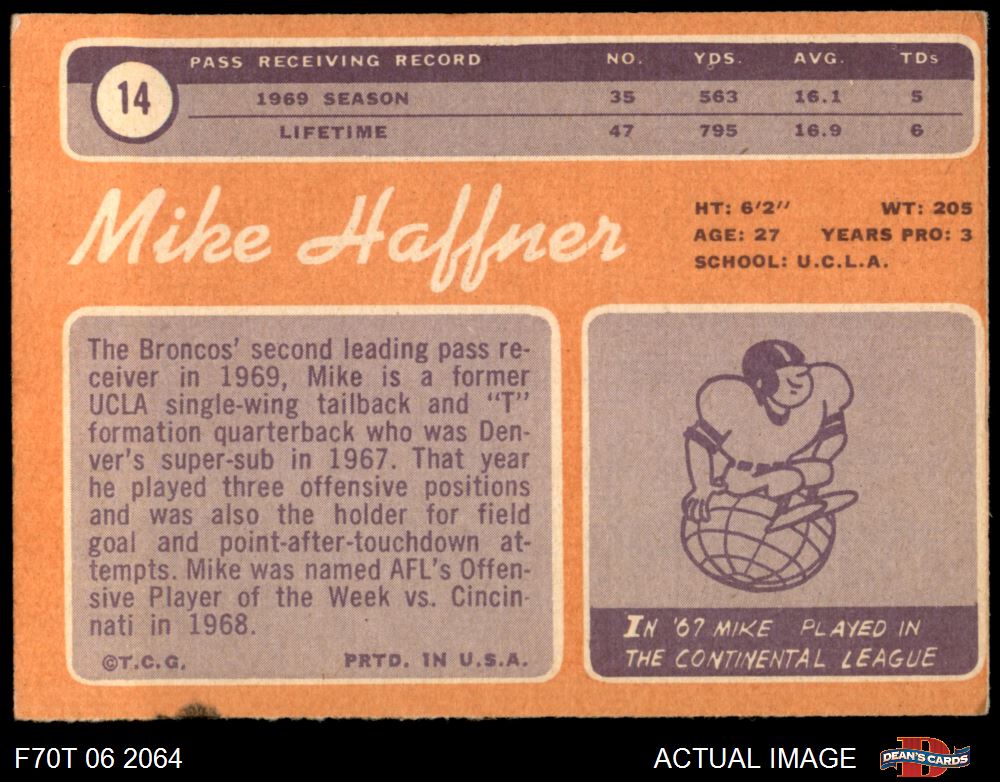 14
PASS RECEIVING RECORD NO. YDS. AVG. TDs
1969 SEASON 35 563 16.1 5
LIFETIME 47 795 16.9 6
Mike Haffner
HT: 6'2" WT: 205
AGE: 27 YEARS PRO: 3
SCHOOL: U.C.L.A.
The Broncos' second leading pass re-
ceiver in 1969, Mike is a former
UCLA single-wing tailback and "T"
formation quarterback who was Den-
ver's super-sub in 1967. That year
he played three offensive positions
and was also the holder for field
goal and point-after-touchdown at-
tempts. Mike was named AFL's Offen-
sive Player of the Week vs. Cincin-
nati in 1968.
©T.C.G. PRTD. IN U.S.A.
IN '67 MIKE PLAYED IN
THE CONTINENTAL LEAGUE
F70T 06 2064
ACTUAL IMAGE
D
DEAN'S CARDS